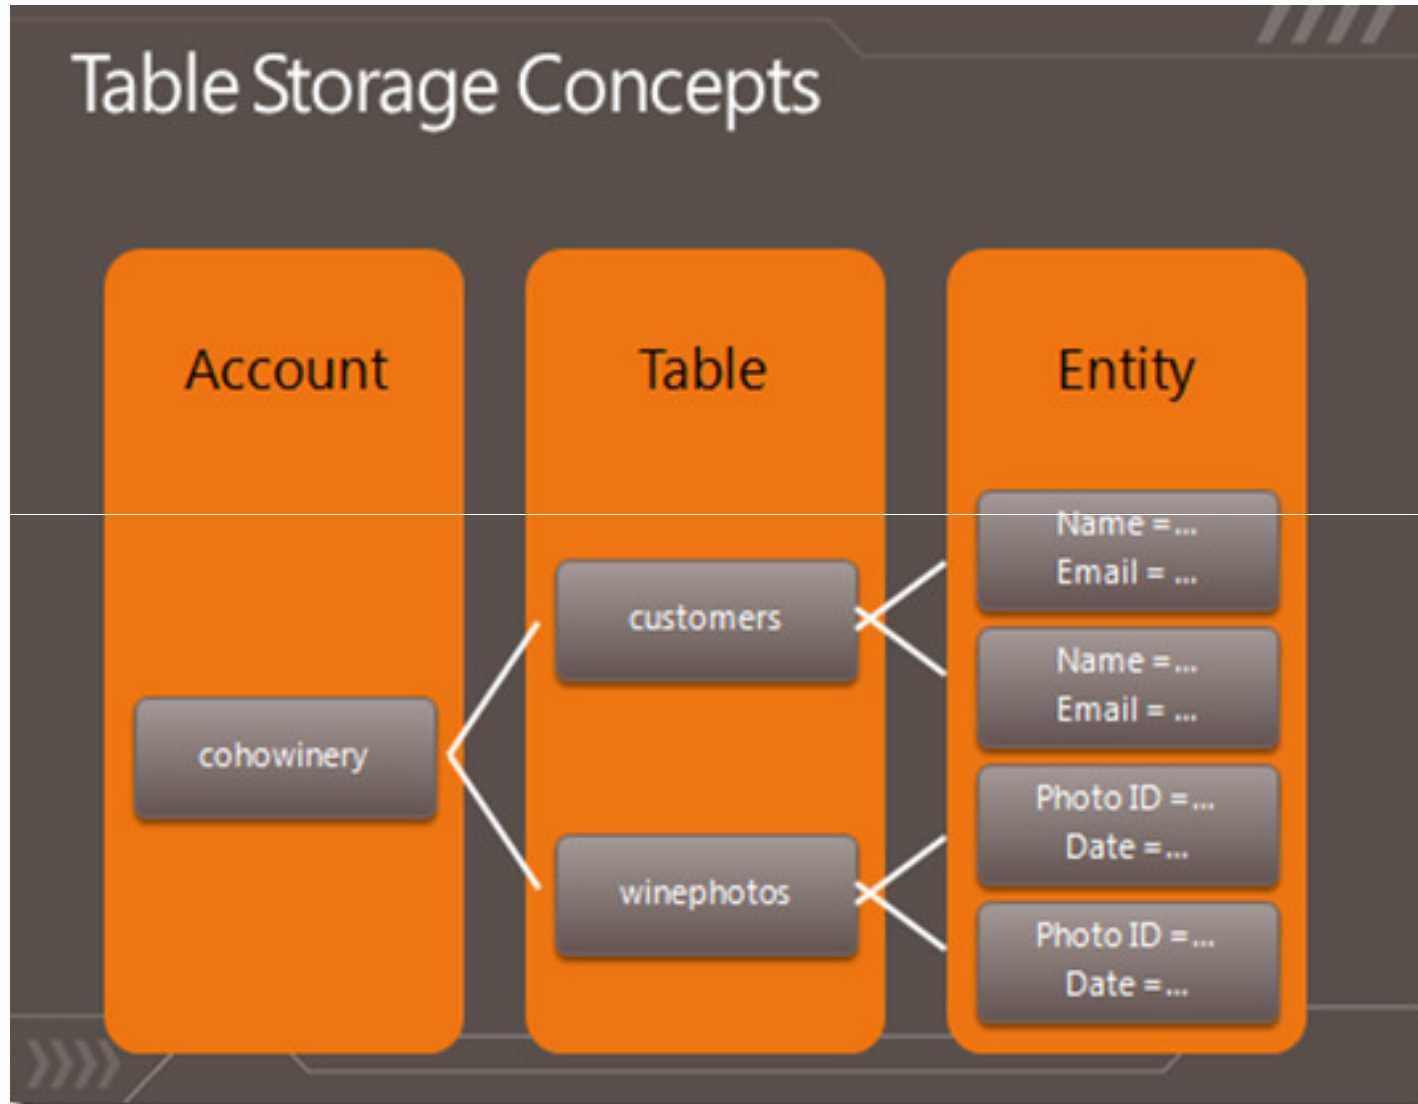 Table Storage Concepts
Account
Table
Entity
cohowinery
customers
winephotos
Name =...
Email = ...
Name =...
Email = ...
Photo ID =...
Date =...
Photo ID =...
Date =...